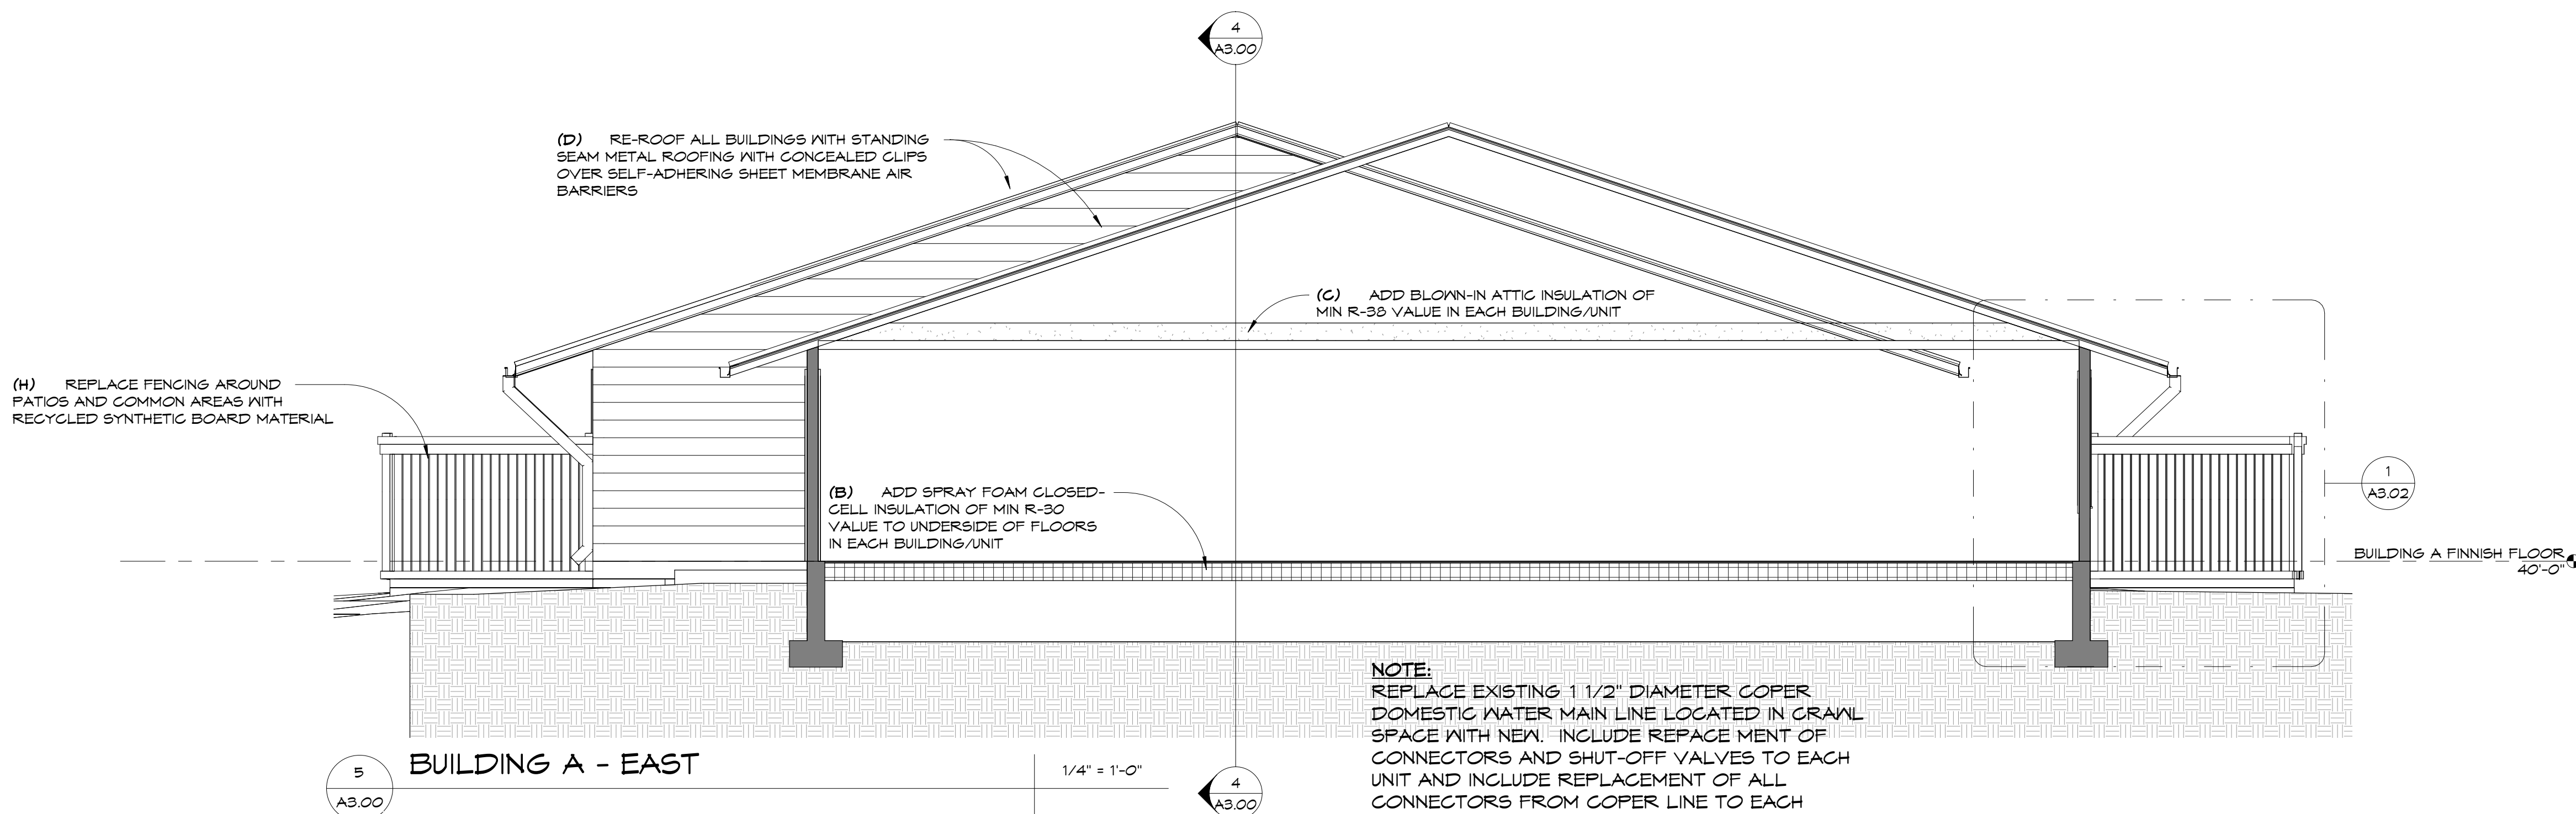 4
A3.00
(D) RE-ROOF ALL BUILDINGS WITH STANDING
SEAM METAL ROOFING WITH CONCEALED CLIPS
OVER SELF-ADHERING SHEET MEMBRANE AIR
BARRIERS
(C) ADD BLOWN-IN ATTIC INSULATION OF
MIN R-38 VALUE IN EACH BUILDING/UNIT
(H) REPLACE FENCING AROUND
PATIOS AND COMMON AREAS WITH
RECYCLED SYNTHETIC BOARD MATERIAL
(B) ADD SPRAY FOAM CLOSED-
CELL INSULATION OF MIN R-30
VALUE TO UNDERSIDE OF FLOORS
IN EACH BUILDING/UNIT
1
A3.02
BUILDING A FINNISH FLOOR
40'-0"
NOTE:
REPLACE EXISTING 1 1/2" DIAMETER COPER
DOMESTIC WATER MAIN LINE LOCATED IN CRAWL
SPACE WITH NEW. INCLUDE REPACE MENT OF
CONNECTORS AND SHUT-OFF VALVES TO EACH
UNIT AND INCLUDE REPLACEMENT OF ALL
CONNECTORS FROM COPER LINE TO EACH
5
A3.00
BUILDING A - EAST
1/4" = 1'-0"
4
A3.00